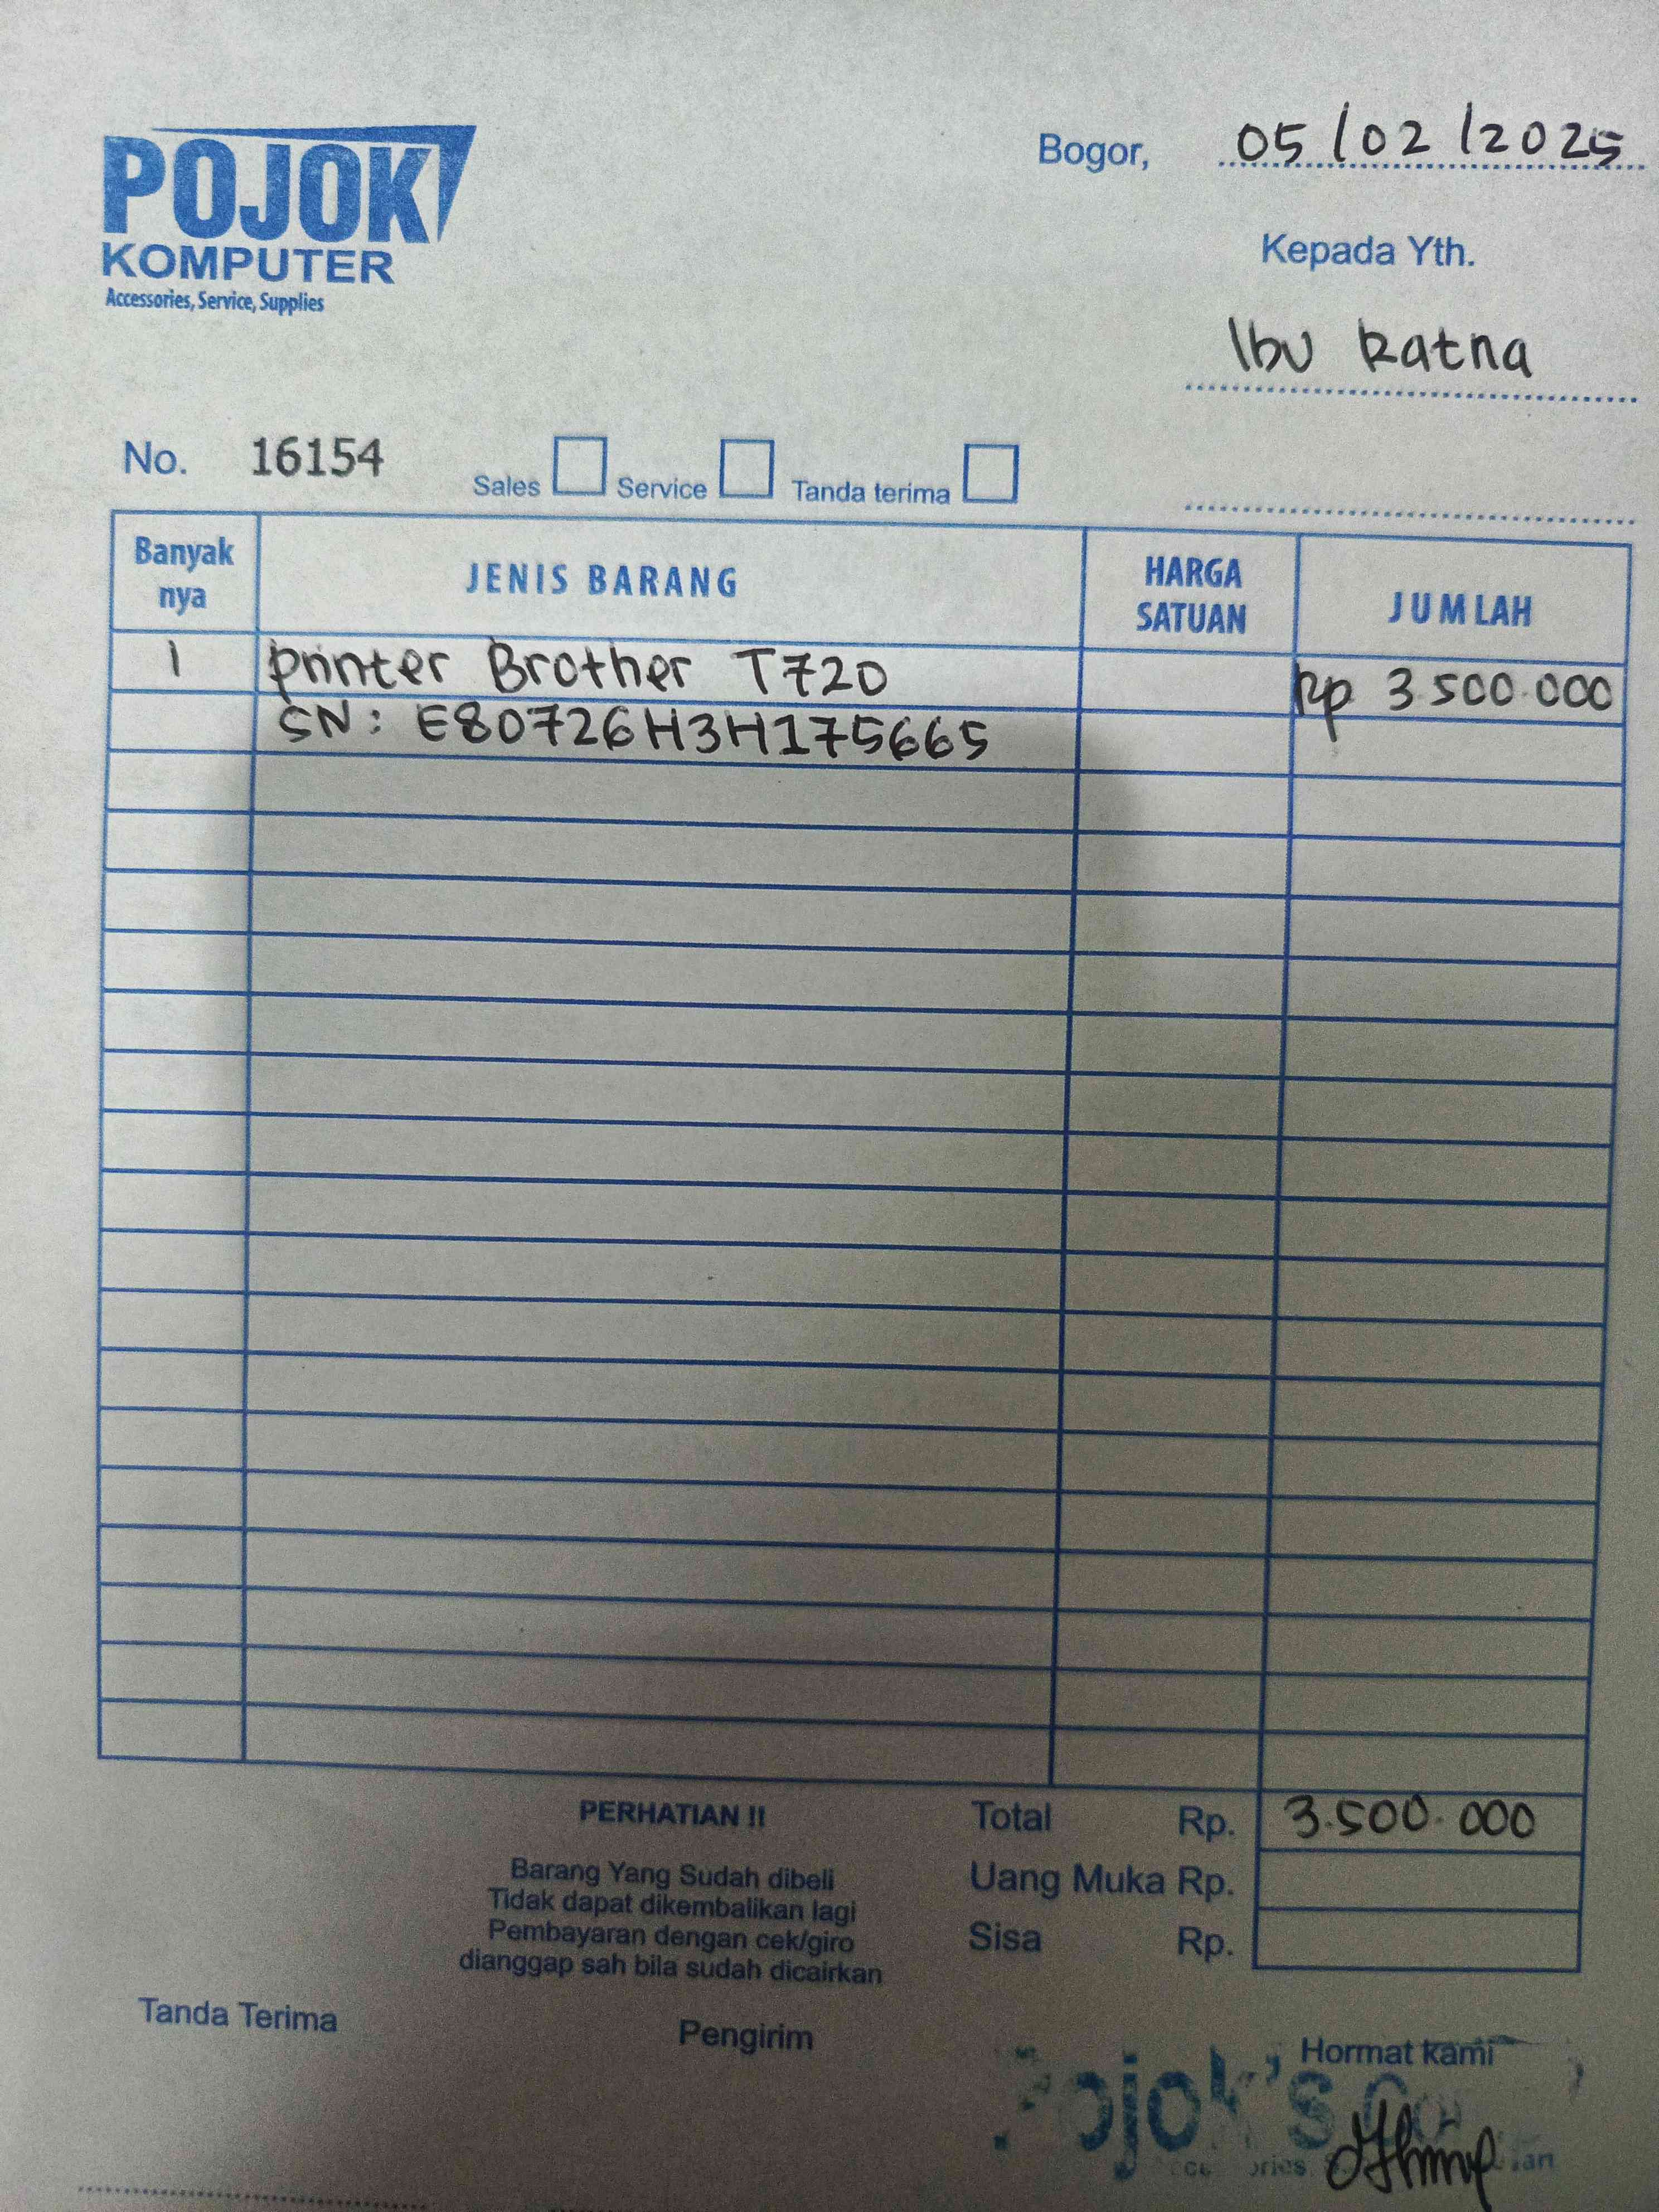 POJOK
KOMPUTER
Accessories, Service, Supplies
Bogor, 05/02/2025
Kepada Yth.
Ibu Ratna
No. 16154
Sales Service Tanda terima
Banyak nya JENIS BARANG HARGA SATUAN JUMLAH
1 Printer Brother T720 Rp 3.500.000
SN: E80726H3H175665
PERHATIAN !!
Barang Yang Sudah dibeli
Tidak dapat dikembalikan lagi
Pembayaran dengan cek/giro
dianggap sah bila sudah dicairkan
Total Rp. 3.500.000
Uang Muka Rp.
Sisa Rp.
Tanda Terima
Pengirim
Hormat kami